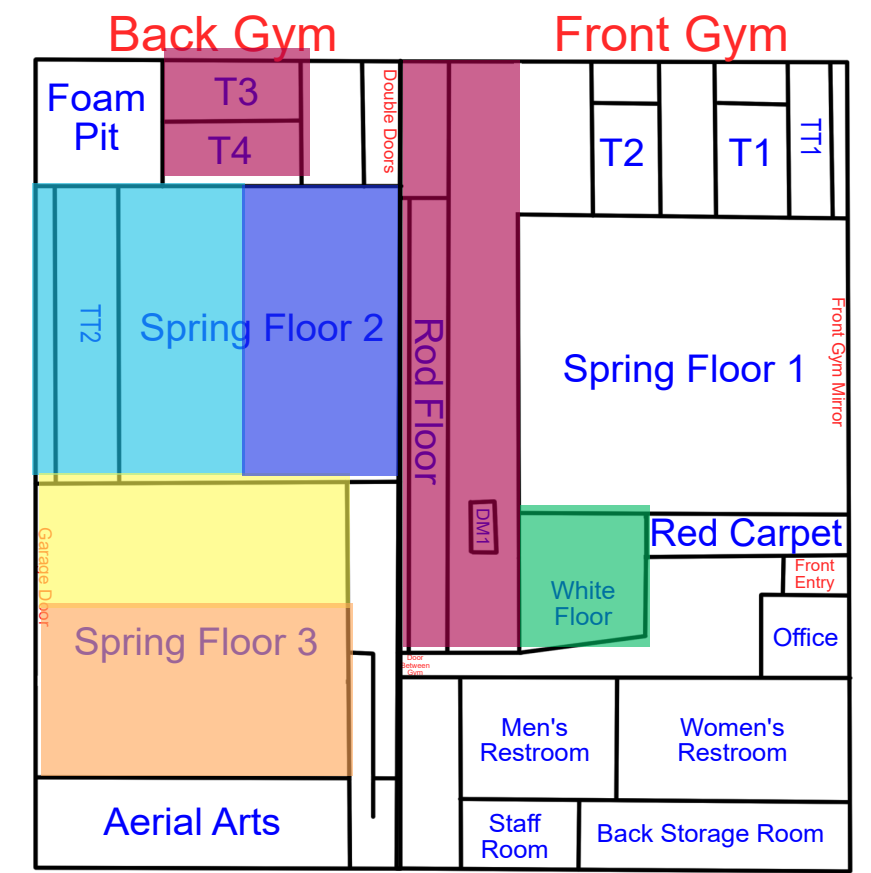 Back Gym
Front Gym
Foam
Pit
T3
T4
Double Doors
T2
T1
TT1
TT2
Spring Floor 2
Rod Floor
Spring Floor 1
Front Gym Mirror
DM1
Red Carpet
Garage Door
White
Floor
Front
Entry
Spring Floor 3
Office
Door
Between
Gym
Men's
Restroom
Women's
Restroom
Aerial Arts
Staff
Room
Back Storage Room